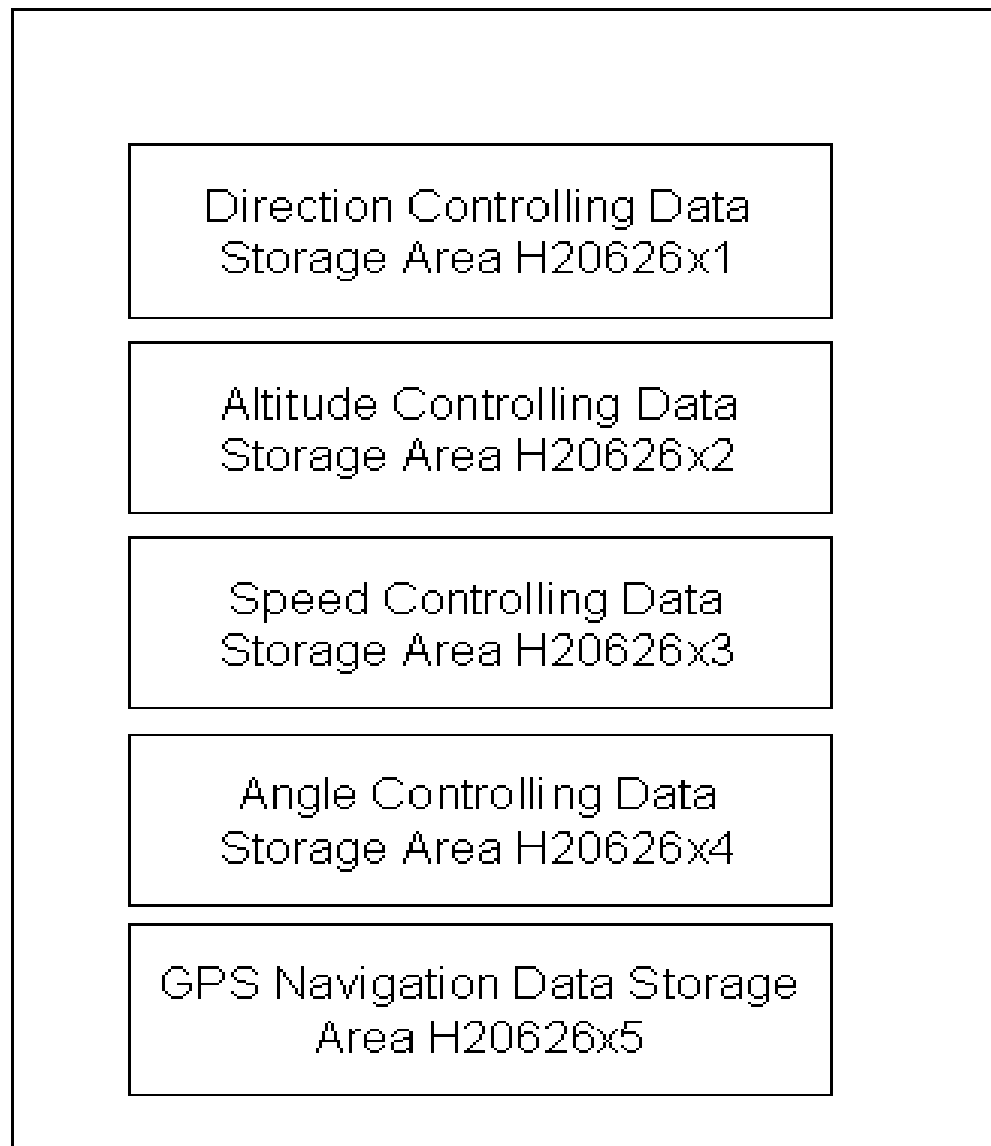 Direction Controlling Data
Storage Area H20626x1
Altitude Controlling Data
Storage Area H20626x2
Speed Controlling Data
Storage Area H20626x3
Angle Controlling Data
Storage Area H20626x4
GPS Navigation Data Storage
Area H20626x5